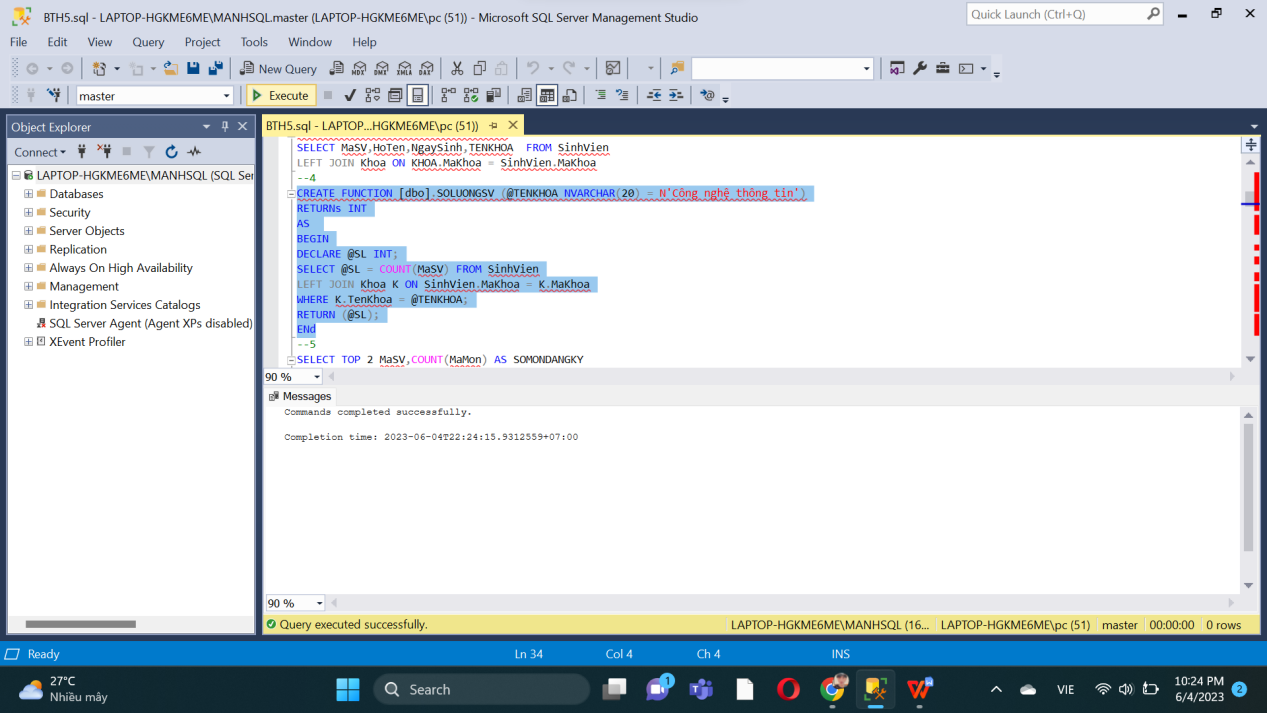 BTH5.sql - LAPTOP-HGKME6ME\MANHSQL.master (LAPTOP-HGKME6ME\pc (51)) - Microsoft SQL Server Management Studio
Quick Launch (Ctrl+Q)
File Edit View Query Project Tools Window Help
New Query
MDX DMX XMLA DAX
master
Execute
Object Explorer
BTH5.sql - LAPTOP...HGKME6ME\pc (51))
Connect
LAPTOP-HGKME6ME\MANHSQL (SQL Ser
Databases
Security
Server Objects
Replication
Always On High Availability
Management
Integration Services Catalogs
SQL Server Agent (Agent XPs disabled)
XEvent Profiler
SELECT MaSV,HoTen,NgaySinh,TENKHOA FROM SinhVien
LEFT JOIN Khoa ON KHOA.MaKhoa = SinhVien.MaKhoa
--4
CREATE FUNCTION [dbo].SOLUONGSV (@TENKHOA NVARCHAR(20) = N'Công nghệ thông tin')
RETURNs INT
AS
BEGIN
DECLARE @SL INT;
SELECT @SL = COUNT(MaSV) FROM SinhVien
LEFT JOIN Khoa K ON SinhVien.MaKhoa = K.MaKhoa
WHERE K.TenKhoa = @TENKHOA;
RETURN (@SL);
ENd
--5
SELECT TOP 2 MaSV,COUNT(MaMon) AS SOMONDANGKY
90 %
Messages
Commands completed successfully.
Completion time: 2023-06-04T22:24:15.9312559+07:00
90 %
Query executed successfully.
LAPTOP-HGKME6ME\MANHSQL (16... LAPTOP-HGKME6ME\pc (51) master 00:00:00 0 rows
Ready Ln 34 Col 4 Ch 4 INS
27°C
Nhiều mây
Search
1
VIE
10:24 PM
6/4/2023
2